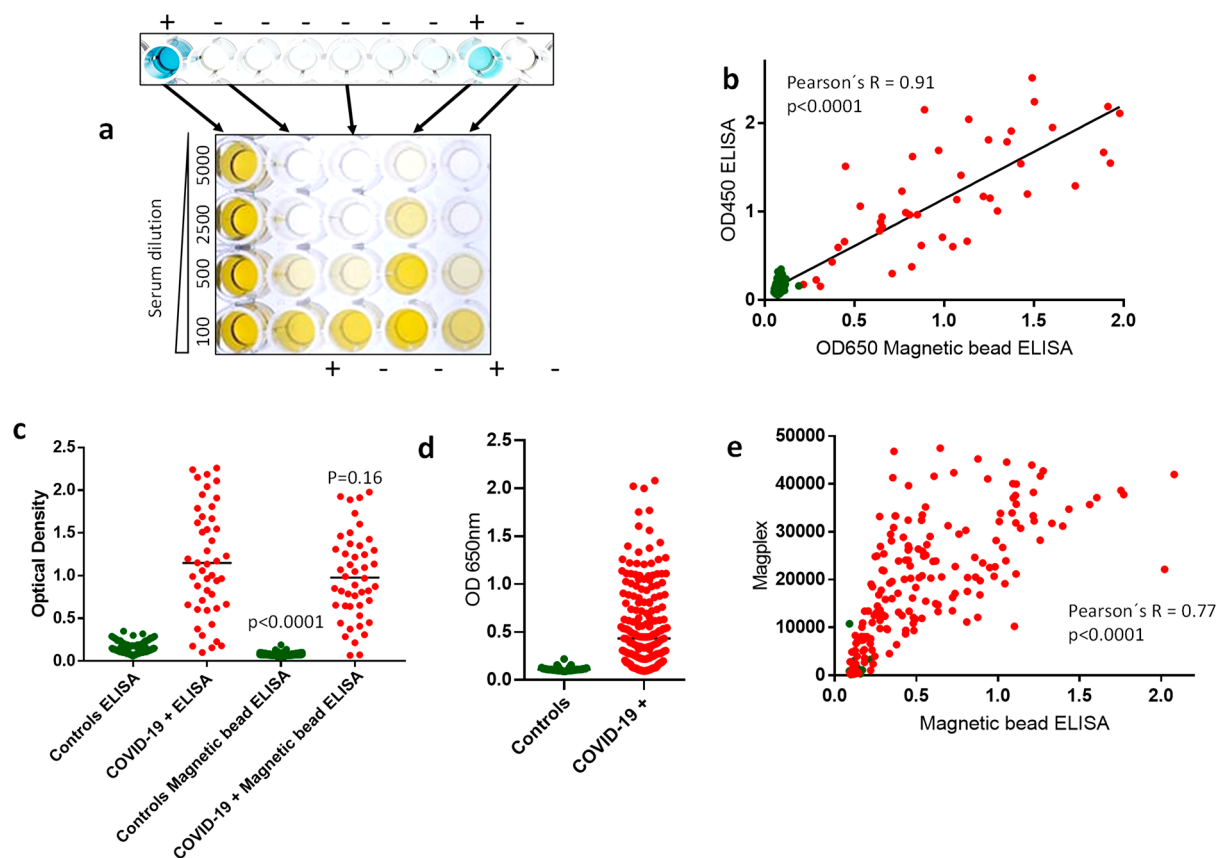 + - - - - - - + -
a
Serum dilution
5000
2500
500
100
+ - - + -
b
Pearson´s R = 0.91
p<0.0001
OD450 ELISA
2
1
0
0.0 0.5 1.0 1.5 2.0
OD650 Magnetic bead ELISA
c
Optical Density
2.5
2.0
1.5
1.0
0.5
0.0
P=0.16
p<0.0001
Controls ELISA
COVID-19 + ELISA
Controls Magnetic bead ELISA
COVID-19 + Magnetic bead ELISA
d
OD 650nm
2.5
2.0
1.5
1.0
0.5
0.0
Controls
COVID-19 +
e
Magplex
50000
40000
30000
20000
10000
0
Pearson´s R = 0.77
p<0.0001
0.0 0.5 1.0 1.5 2.0
Magnetic bead ELISA